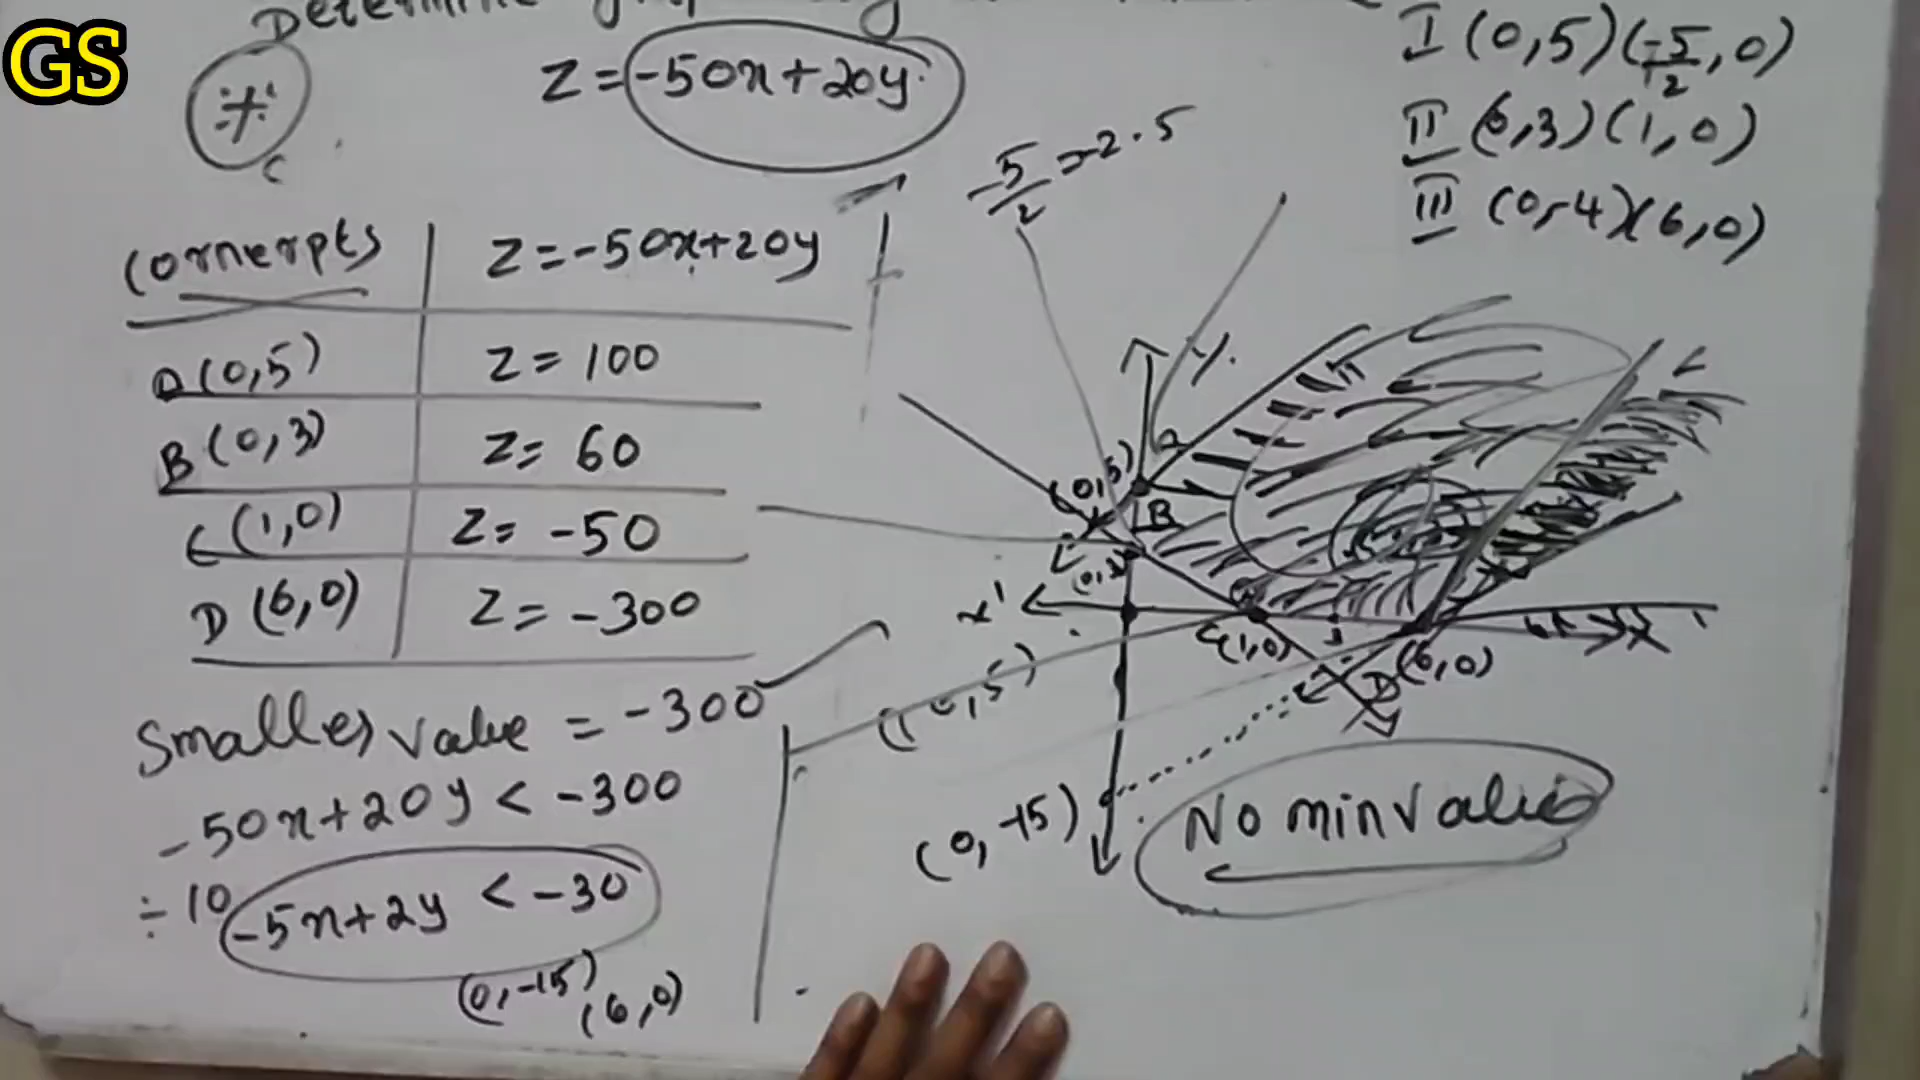 GS
Z = -50x + 20y
I (0,5) (-5/2, 0)
II (6,3) (1,0)
III (0,-4) (6,0)
-5/2 = -2.5
Cornerpts | Z = -50x + 20y
A (0,5) | Z = 100
B (0,3) | Z = 60
C (1,0) | Z = -50
D (6,0) | Z = -300
Smallest value = -300
-50x + 20y < -300
÷ 10 -5x + 2y < -30
(0,-15) (6,0)
Y
(0,5)
B
(0,3)
x'
C(1,0)
D (6,0)
X
(0,-15)
No min value